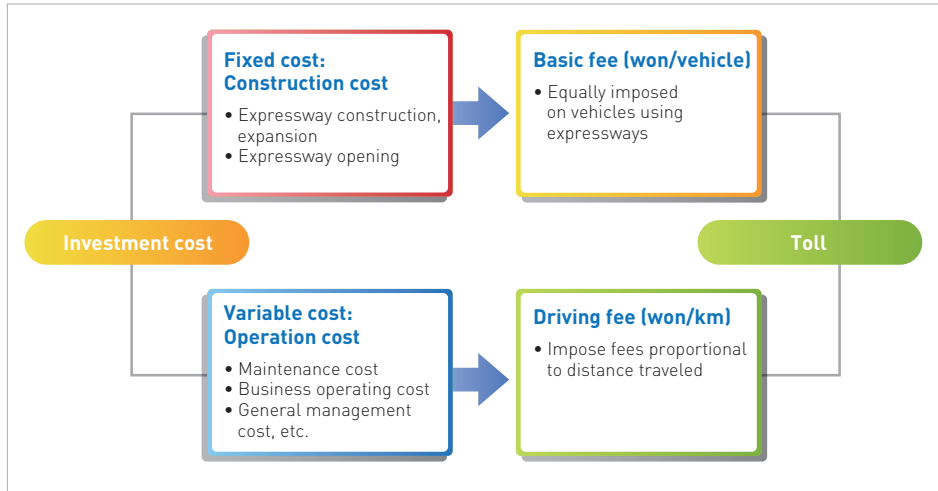 Fixed cost:
Construction cost
• Expressway construction,
expansion
• Expressway opening
Basic fee (won/vehicle)
• Equally imposed
on vehicles using
expressways
Investment cost
Toll
Variable cost:
Operation cost
• Maintenance cost
• Business operating cost
• General management
cost, etc.
Driving fee (won/km)
• Impose fees proportional
to distance traveled